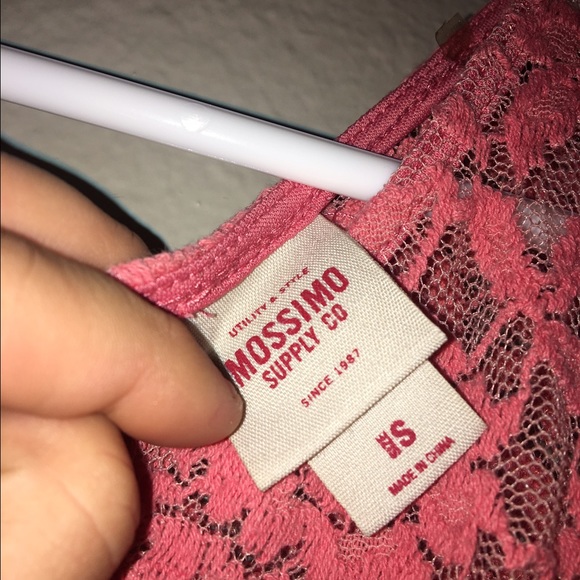 UTILITY & STYLE
MOSSIMO
SUPPLY CO
SINCE 1987
S
MADE IN CHINA